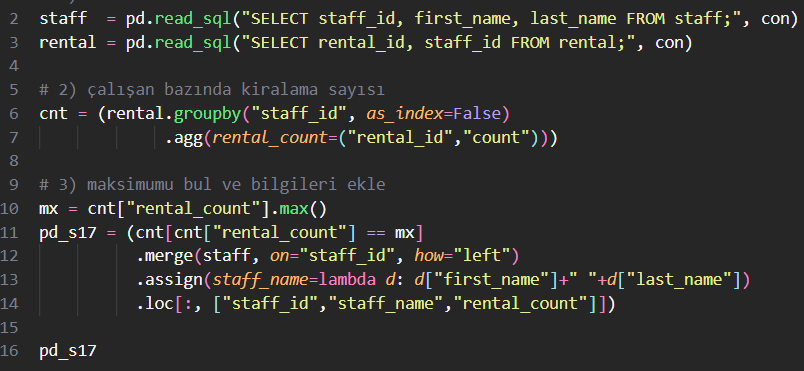 2 staff  = pd.read_sql("SELECT staff_id, first_name, last_name FROM staff;", con)
3 rental = pd.read_sql("SELECT rental_id, staff_id FROM rental;", con)
4
5 # 2) çalışan bazında kiralama sayısı
6 cnt = (rental.groupby("staff_id", as_index=False)
7             .agg(rental_count=("rental_id","count")))
8
9 # 3) maksimumu bul ve bilgileri ekle
10 mx = cnt["rental_count"].max()
11 pd_s17 = (cnt[cnt["rental_count"] == mx]
12          .merge(staff, on="staff_id", how="left")
13          .assign(staff_name=lambda d: d["first_name"]+" "+d["last_name"])
14          .loc[:, ["staff_id","staff_name","rental_count"]])
15
16 pd_s17